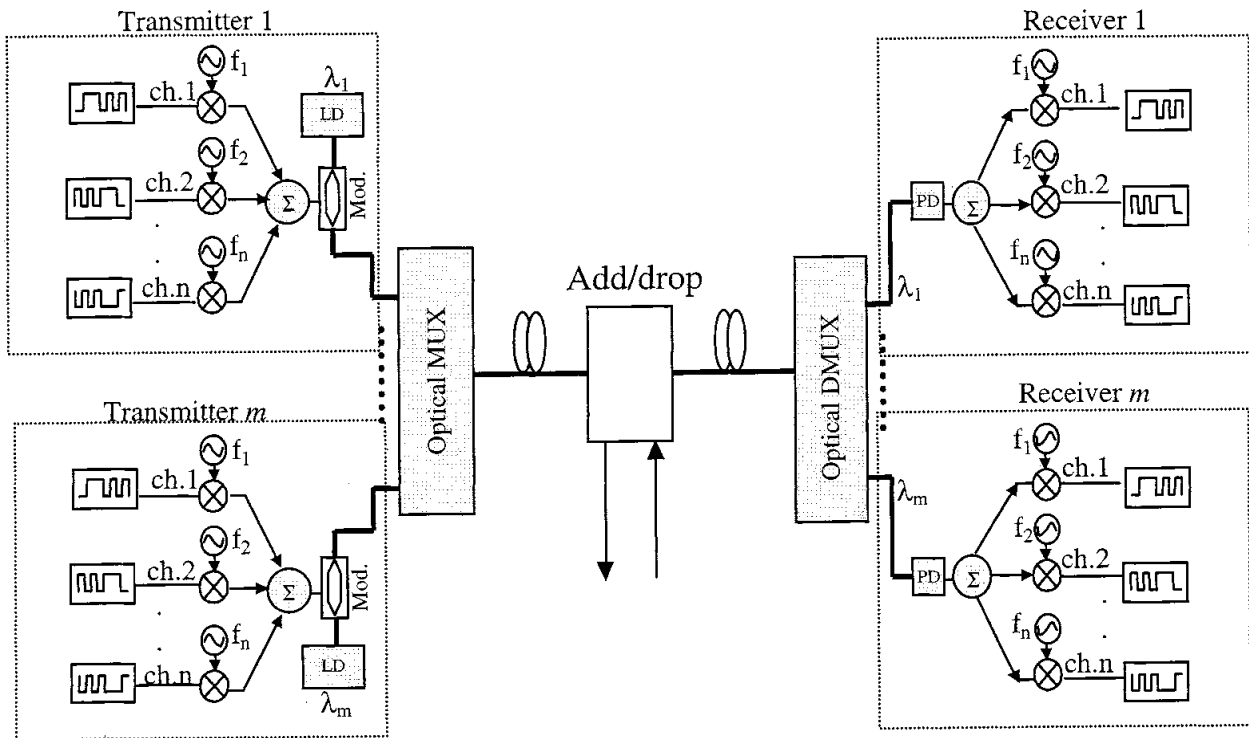 Transmitter 1
f1
ch.1
λ1
LD
f2
ch.2
Σ
Mod.
fn
ch.n
Transmitter m
f1
ch.1
f2
ch.2
Σ
Mod.
fn
ch.n
LD
λm
Optical MUX
Add/drop
Optical DMUX
Receiver 1
f1
ch.1
f2
ch.2
PD
Σ
fn
ch.n
λ1
Receiver m
f1
ch.1
λm
f2
ch.2
PD
Σ
fn
ch.n